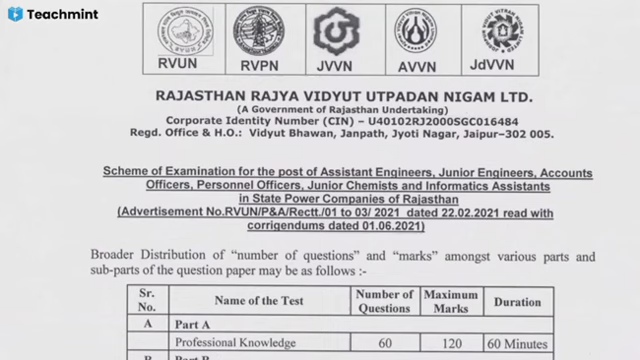 Teachmint
RVUN RVPN JVVN AVVN JdVVN
RAJASTHAN RAJYA VIDYUT UTPADAN NIGAM LTD.
(A Government of Rajasthan Undertaking)
Corporate Identity Number (CIN) – U40102RJ2000SGC016484
Regd. Office & H.O.: Vidyut Bhawan, Janpath, Jyoti Nagar, Jaipur–302 005.
Scheme of Examination for the post of Assistant Engineers, Junior Engineers, Accounts
Officers, Personnel Officers, Junior Chemists and Informatics Assistants
in State Power Companies of Rajasthan
(Advertisement No.RVUN/P&A/Rectt./01 to 03/ 2021 dated 22.02.2021 read with
corrigendums dated 01.06.2021)
Broader Distribution of "number of questions" and "marks" amongst various parts and
sub-parts of the question paper may be as follows :-
Sr. No. Name of the Test Number of Questions Maximum Marks Duration
A Part A
Professional Knowledge 60 120 60 Minutes